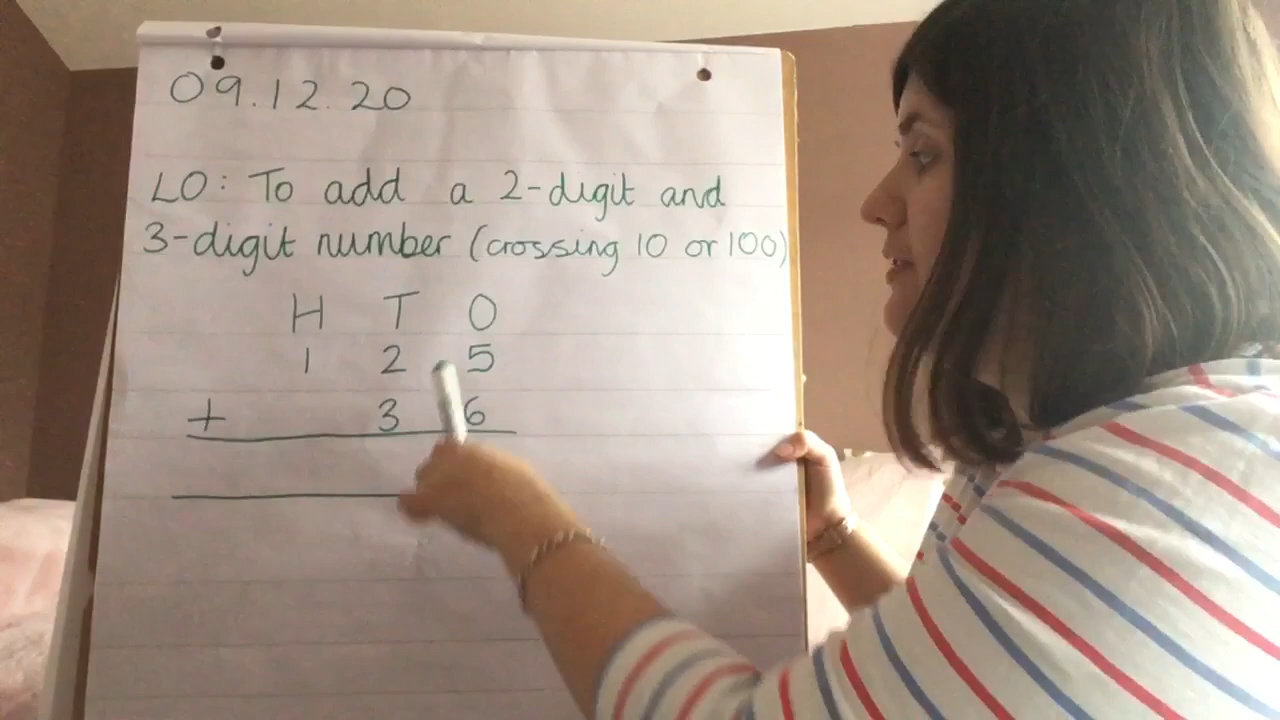 09.12.20
LO: To add a 2-digit and
3-digit number (crossing 10 or 100)
H T O
1 2 5
+ 3 6